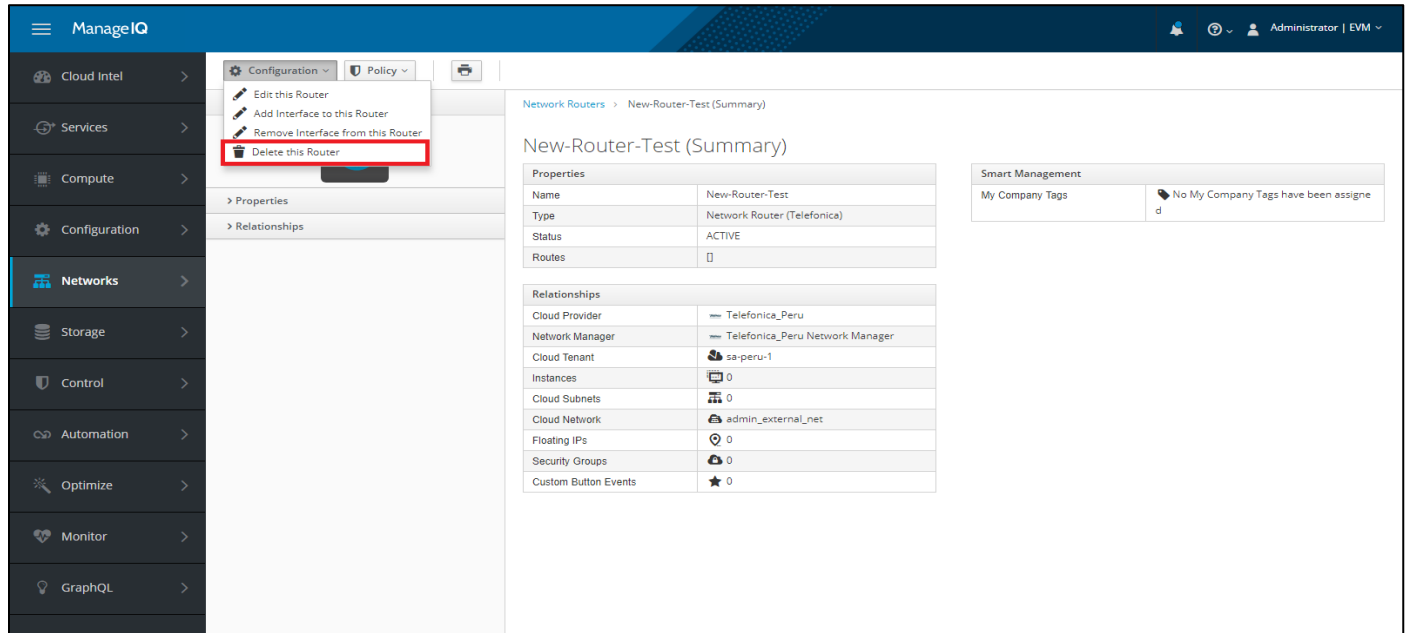 ManageIQ
Administrator | EVM
Cloud Intel
Services
Compute
Configuration
Networks
Storage
Control
Automation
Optimize
Monitor
GraphQL
Configuration
Policy
Edit this Router
Add Interface to this Router
Remove Interface from this Router
Delete this Router
> Properties
> Relationships
Network Routers > New-Router-Test (Summary)
New-Router-Test (Summary)
Properties
Name New-Router-Test
Type Network Router (Telefonica)
Status ACTIVE
Routes []
Relationships
Cloud Provider Telefonica_Peru
Network Manager Telefonica_Peru Network Manager
Cloud Tenant sa-peru-1
Instances 0
Cloud Subnets 0
Cloud Network admin_external_net
Floating IPs 0
Security Groups 0
Custom Button Events 0
Smart Management
My Company Tags No My Company Tags have been assigne
d